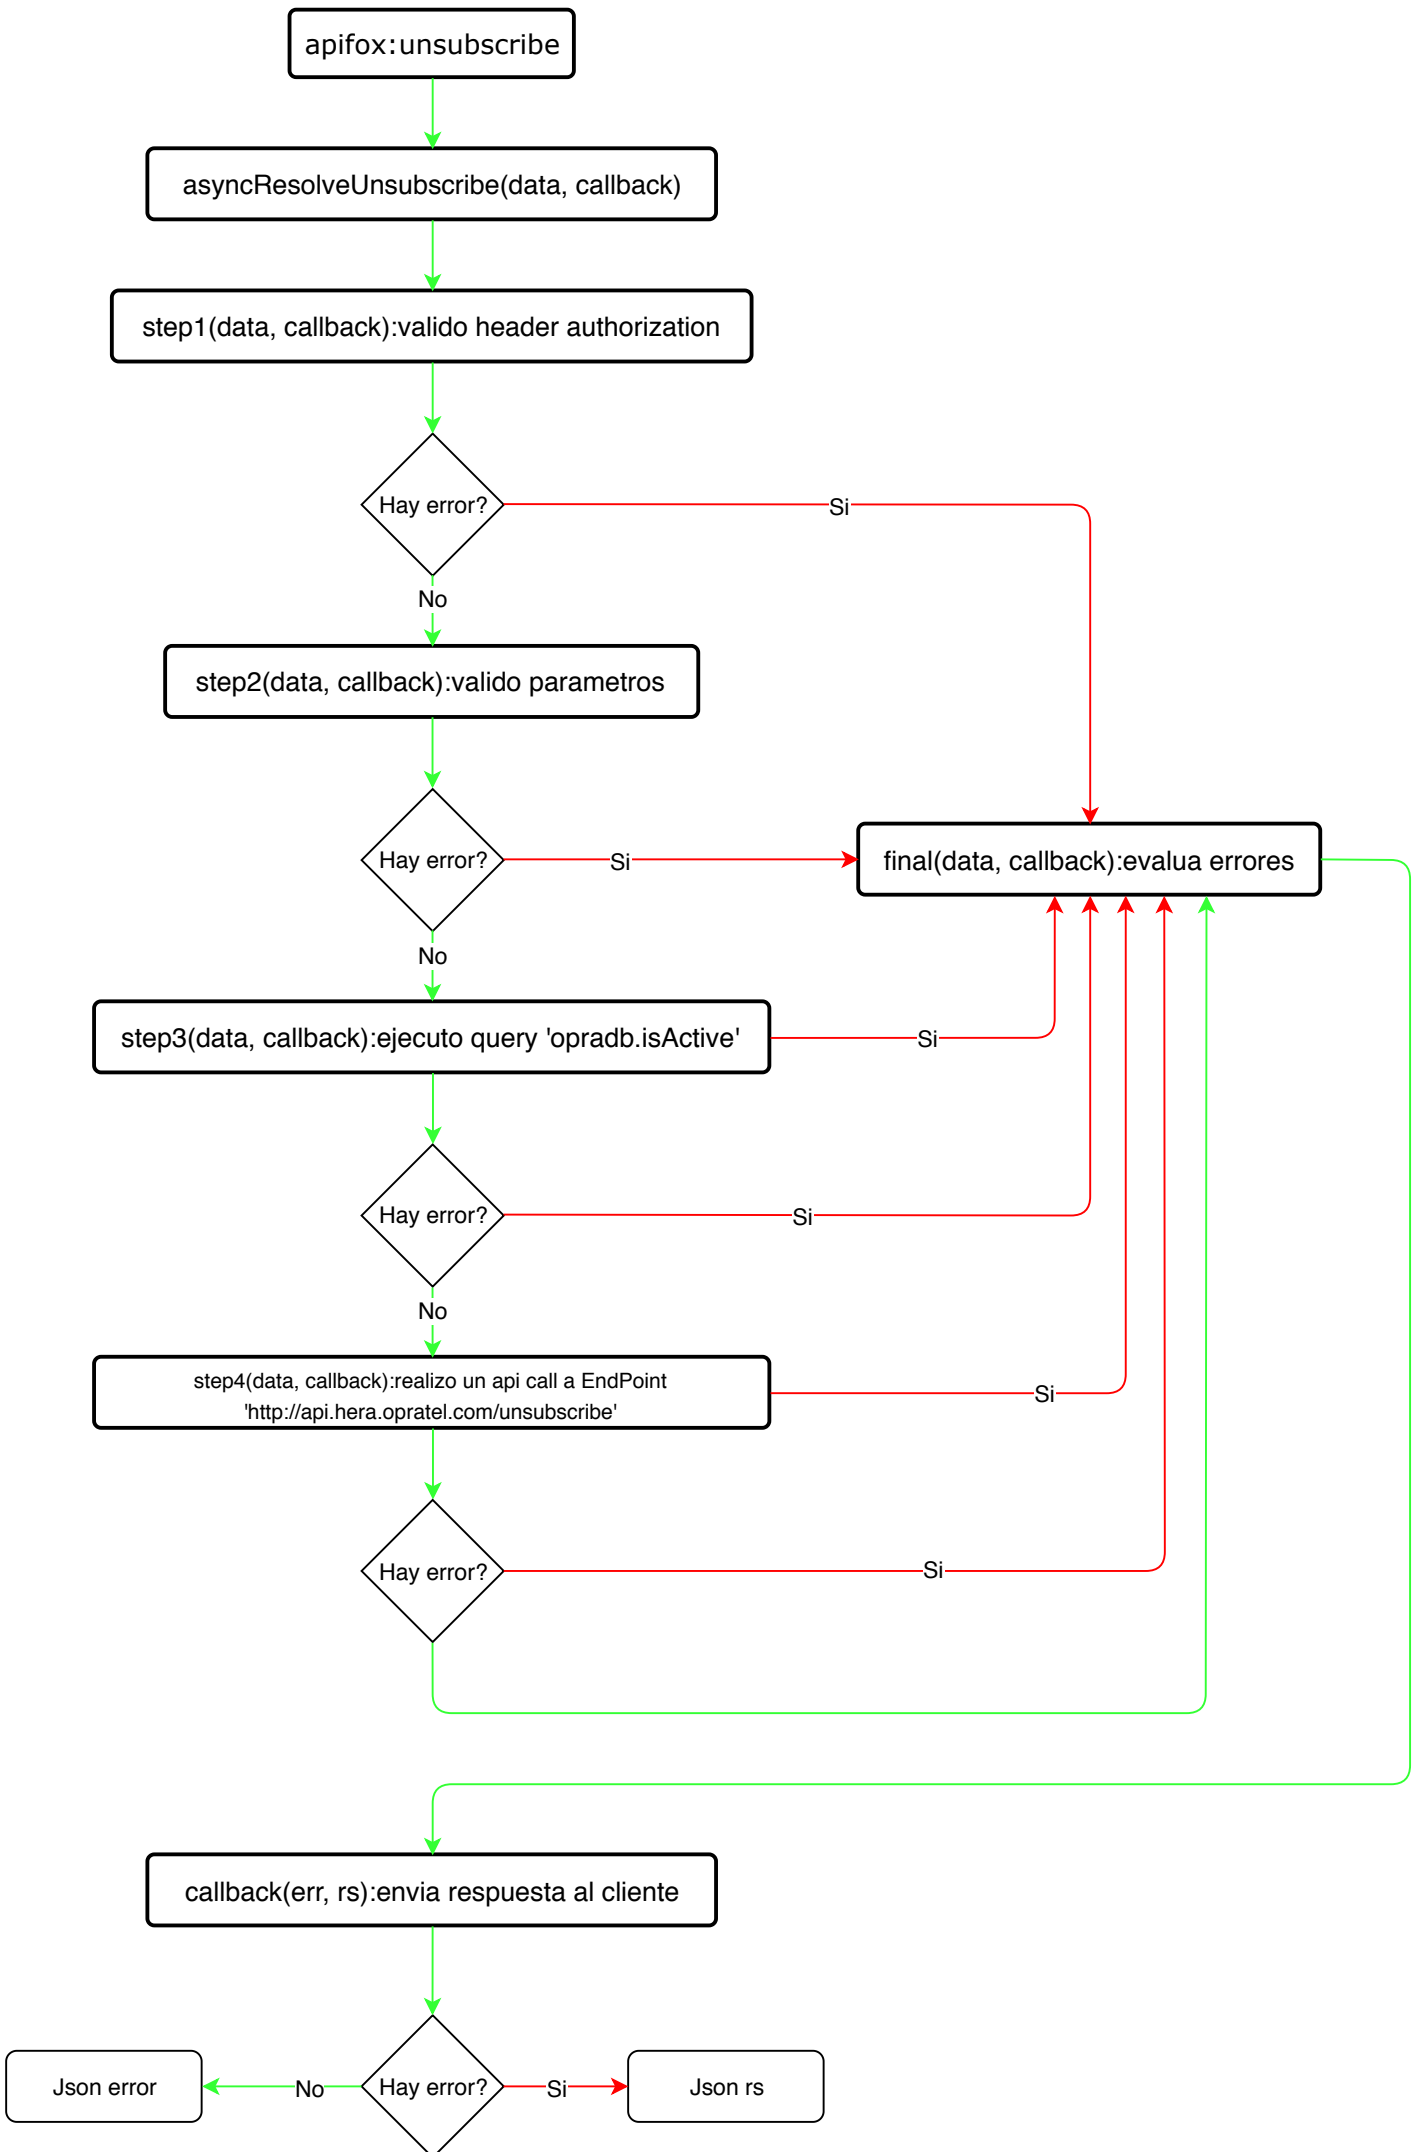 apifox:unsubscribe
asyncResolveUnsubscribe(data, callback)
step1(data, callback):valido header authorization
Hay error?
Si
No
step2(data, callback):valido parametros
Hay error?
Si
final(data, callback):evalua errores
No
step3(data, callback):ejecuto query 'opradb.isActive'
Si
Hay error?
Si
No
step4(data, callback):realizo un api call a EndPoint
'http://api.hera.opratel.com/unsubscribe'
Si
Hay error?
Si
callback(err, rs):envia respuesta al cliente
Json error
No
Hay error?
Si
Json rs